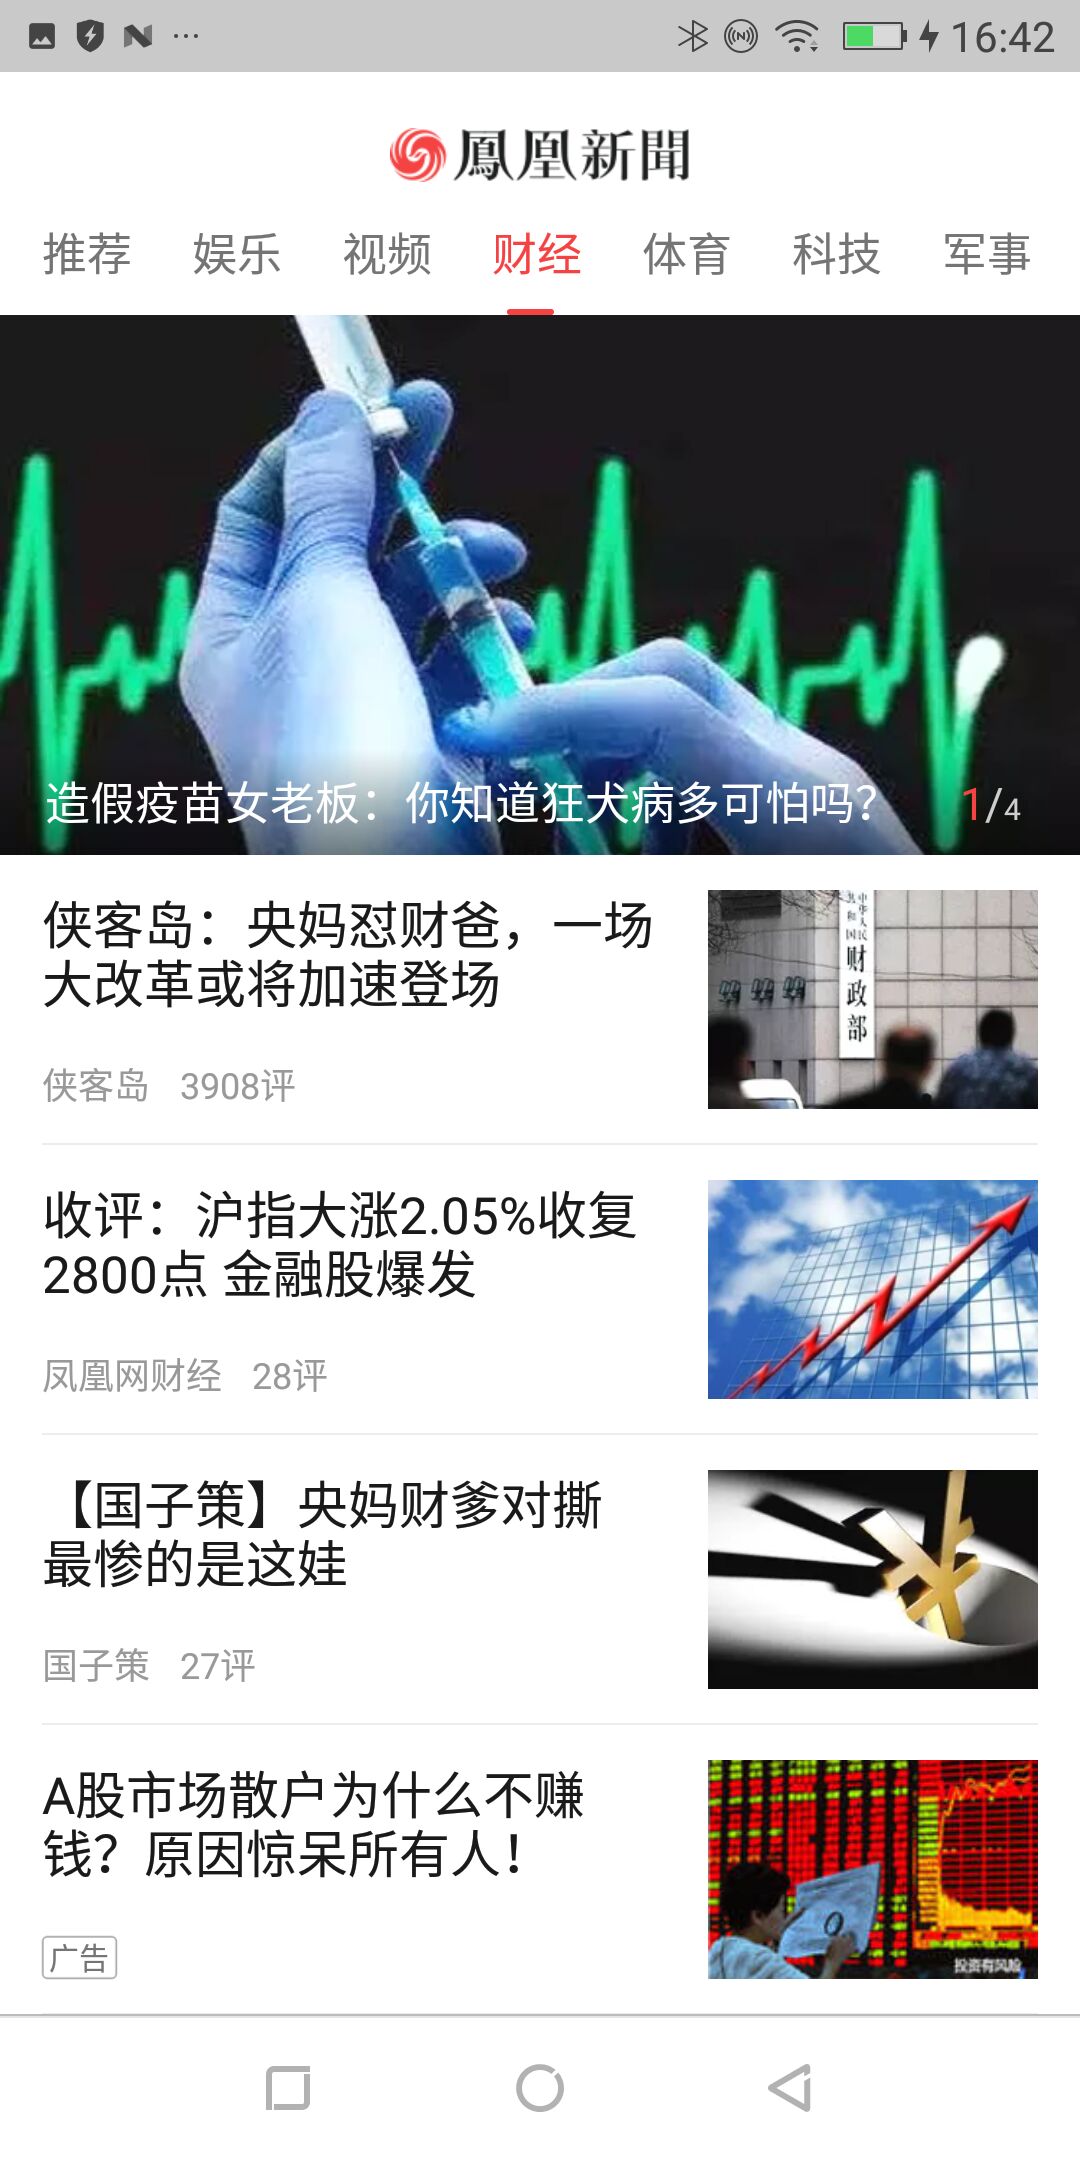 16:42
鳳凰新聞
推荐 娱乐 视频 财经 体育 科技 军事
造假疫苗女老板：你知道狂犬病多可怕吗？ 1/4
侠客岛：央妈怼财爸，一场
大改革或将加速登场
中华人民
共和国
财政部
侠客岛 3908评
收评：沪指大涨2.05%收复
2800点 金融股爆发
凤凰网财经 28评
【国子策】央妈财爹对撕
最惨的是这娃
国子策 27评
A股市场散户为什么不赚
钱？原因惊呆所有人！
投资有风险
广告